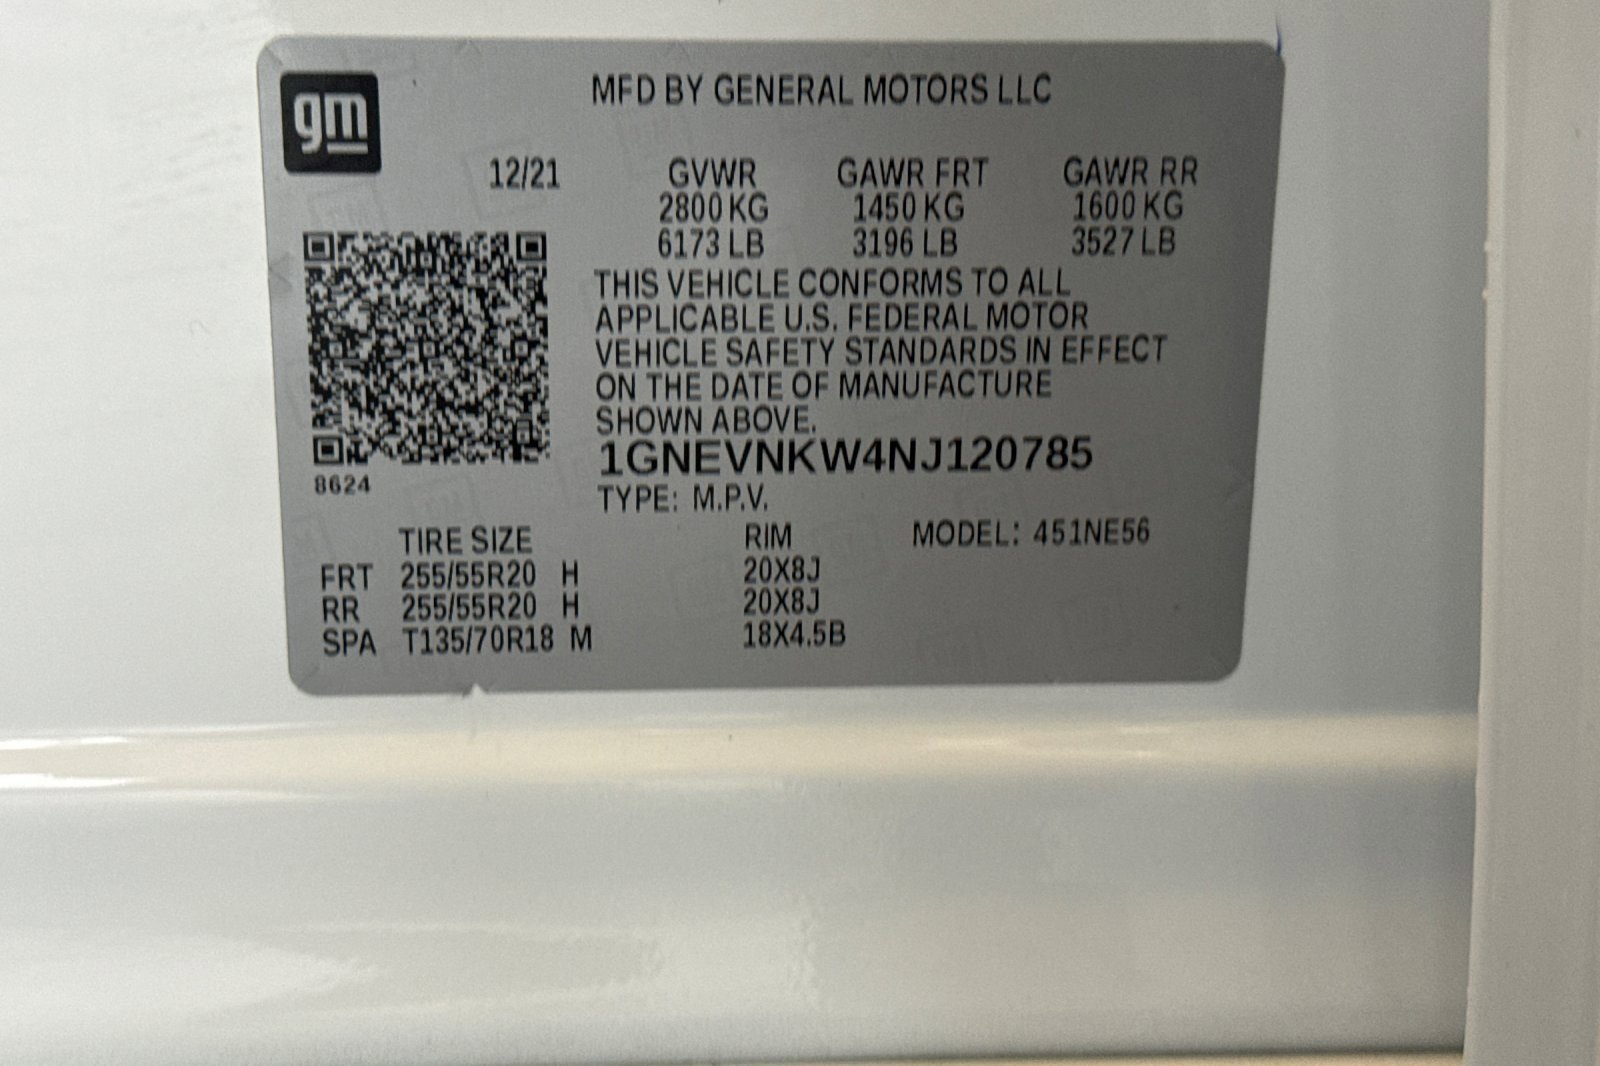 gm
MFD BY GENERAL MOTORS LLC
12/21 GVWR GAWR FRT GAWR RR
2800 KG 1450 KG 1600 KG
6173 LB 3196 LB 3527 LB
THIS VEHICLE CONFORMS TO ALL
APPLICABLE U.S. FEDERAL MOTOR
VEHICLE SAFETY STANDARDS IN EFFECT
ON THE DATE OF MANUFACTURE
SHOWN ABOVE.
1GNEVNKW4NJ120785
8624
TYPE: M.P.V.
TIRE SIZE RIM MODEL: 451NE56
FRT 255/55R20 H 20X8J
RR 255/55R20 H 20X8J
SPA T135/70R18 M 18X4.5B